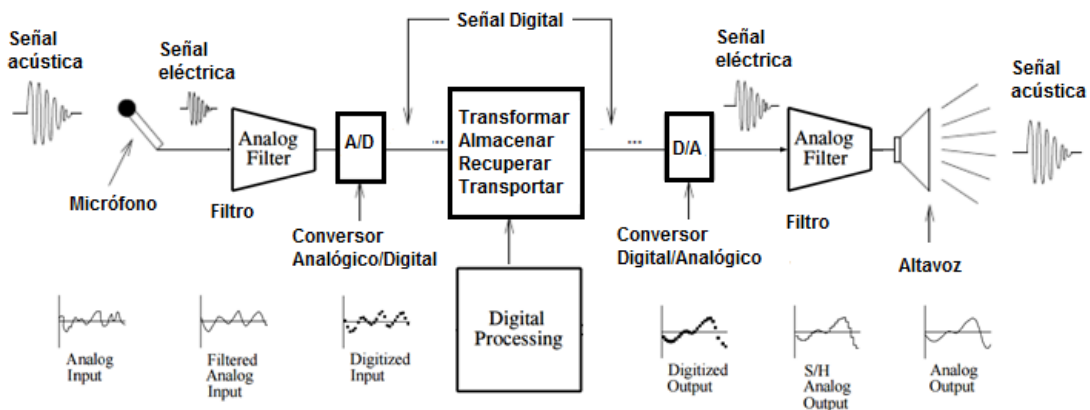 Señal
acústica
Señal
eléctrica
Señal Digital
Señal
eléctrica
Señal
acústica
Micrófono
Analog
Filter
Filtro
A/D
Conversor
Analógico/Digital
...
Transformar
Almacenar
Recuperar
Transportar
...
D/A
Conversor
Digital/Analógico
Analog
Filter
Filtro
Altavoz
Digital
Processing
Analog
Input
Filtered
Analog
Input
Digitized
Input
Digitized
Output
S/H
Analog
Output
Analog
Output